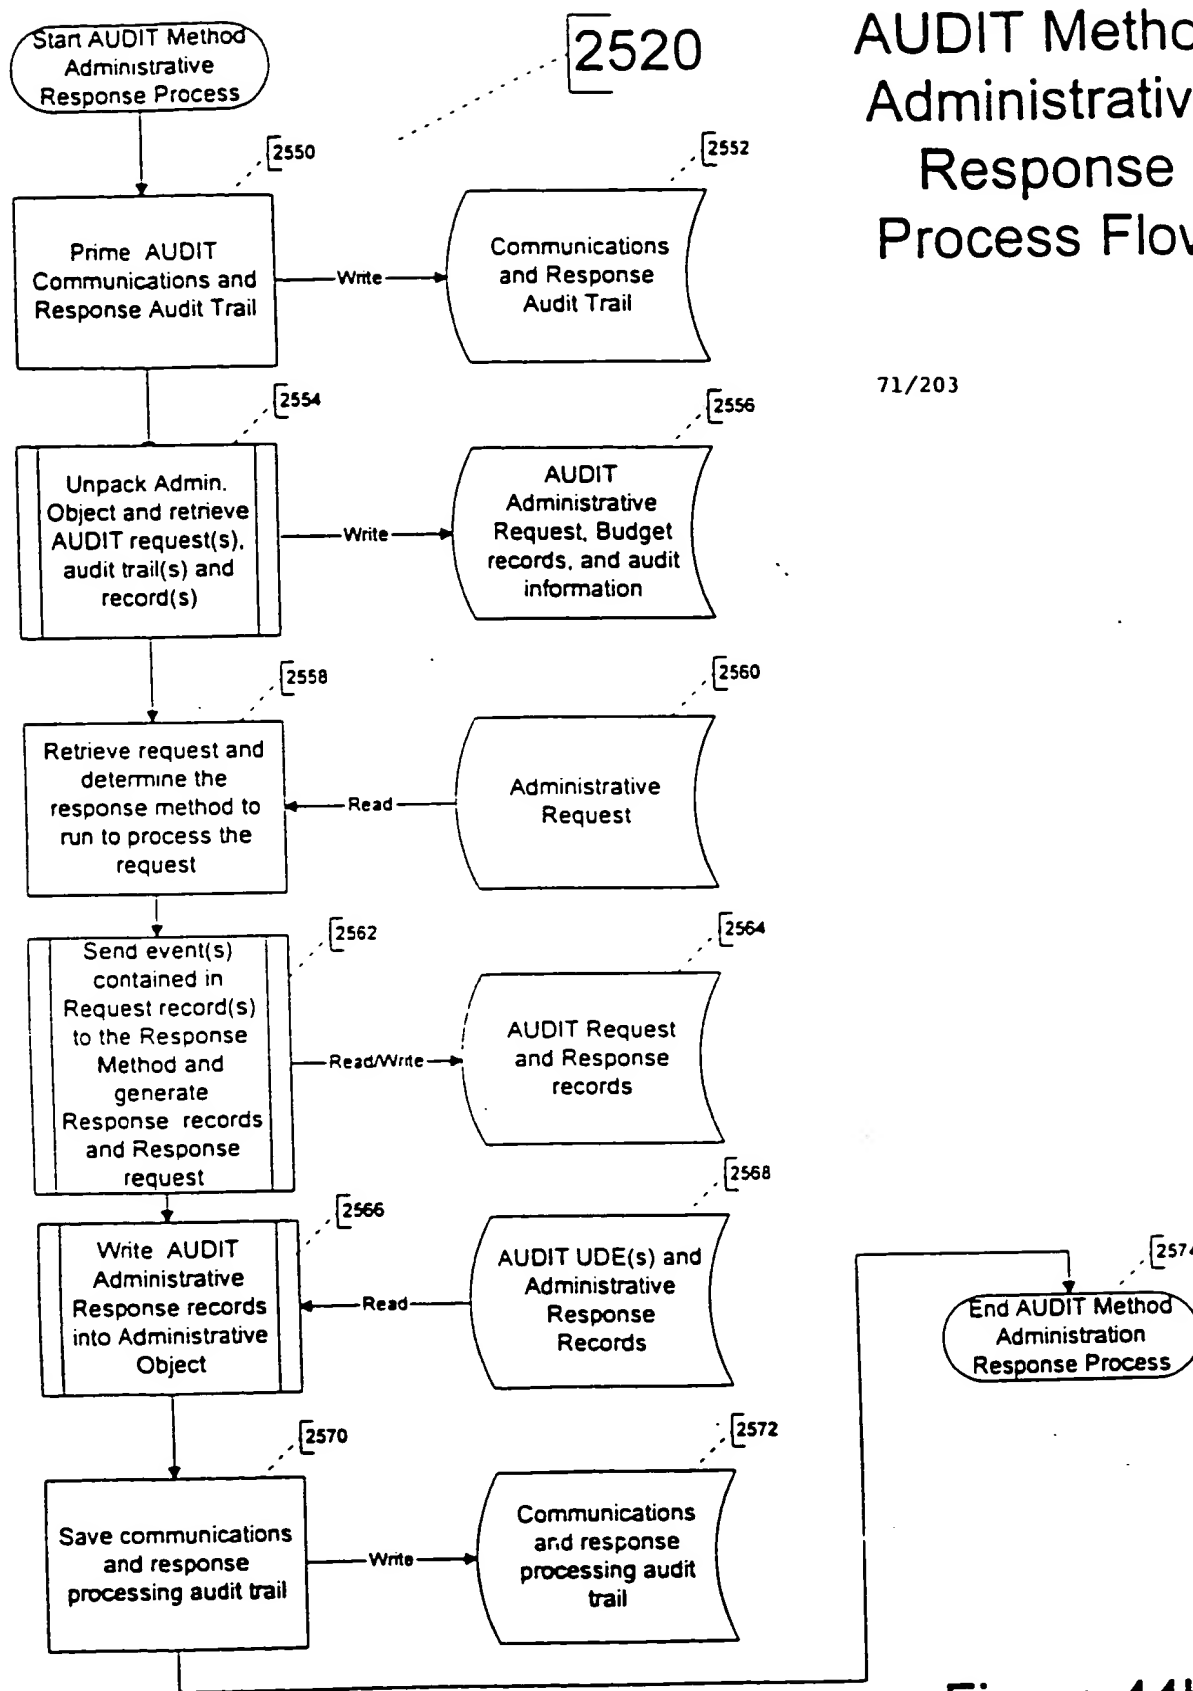 Start AUDIT Method
Administrative
Response Process
2520
AUDIT Metho
Administrativ
Response
Process Flow
71/203
2550
Prime AUDIT
Communications and
Response Audit Trail
Write
2552
Communications
and Response
Audit Trail
2554
Unpack Admin.
Object and retrieve
AUDIT request(s),
audit trail(s) and
record(s)
Write
2556
AUDIT
Administrative
Request, Budget
records, and audit
information
2558
Retrieve request and
determine the
response method to
run to process the
request
Read
2560
Administrative
Request
2562
Send event(s)
contained in
Request record(s)
to the Response
Method and
generate
Response records
and Response
request
Read/Write
2564
AUDIT Request
and Response
records
2566
Write AUDIT
Administrative
Response records
into Administrative
Object
Read
2568
AUDIT UDE(s) and
Administrative
Response
Records
2570
Save communications
and response
processing audit trail
Write
2572
Communications
and response
processing audit
trail
2574
End AUDIT Method
Administration
Response Process